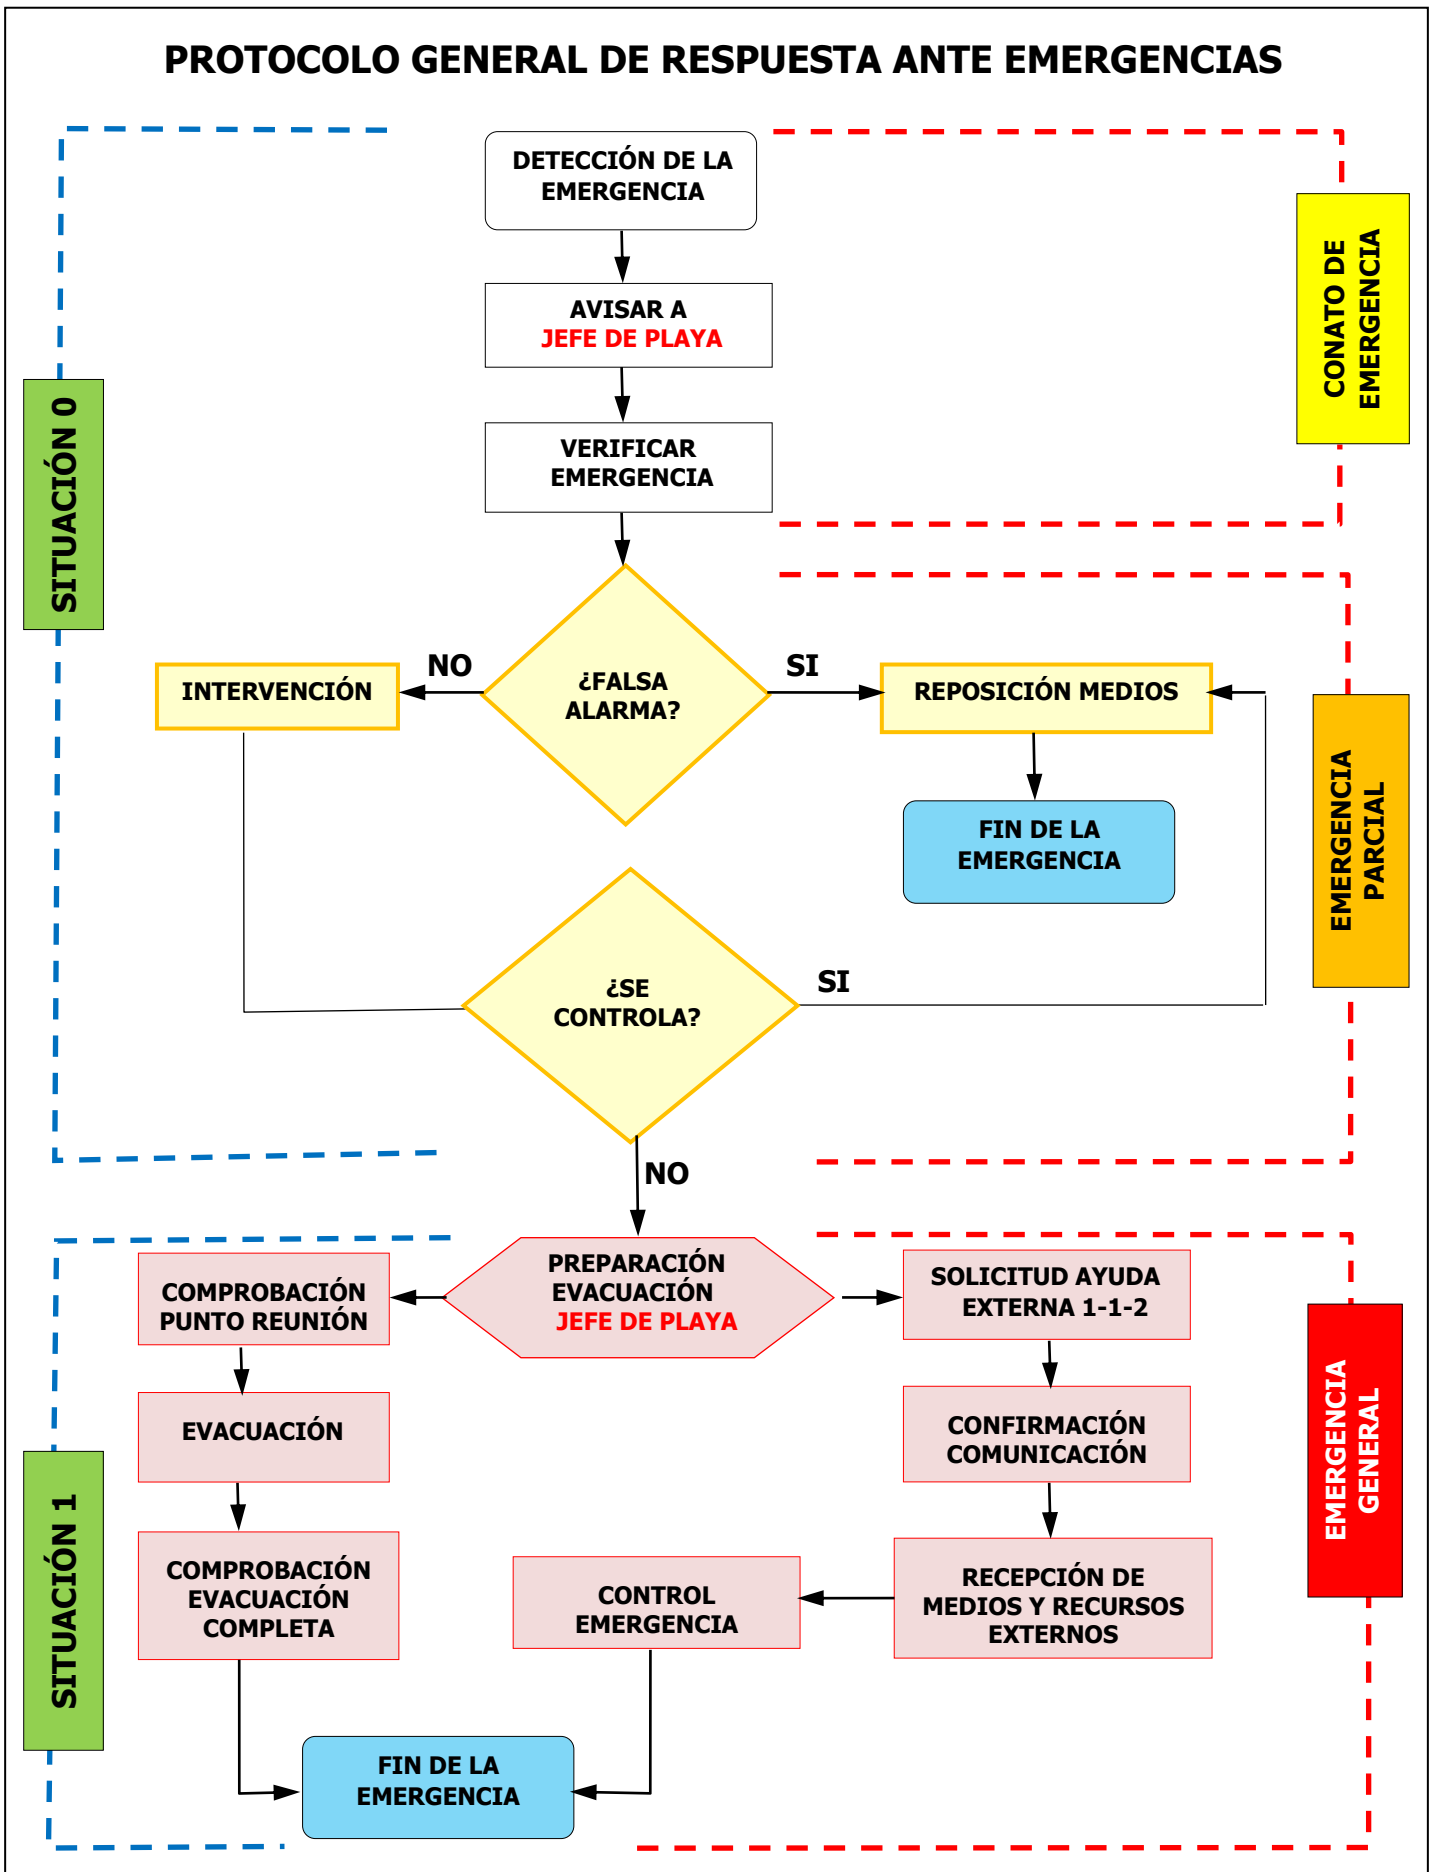 PROTOCOLO GENERAL DE RESPUESTA ANTE EMERGENCIAS
DETECCIÓN DE LA
EMERGENCIA
CONATO DE
EMERGENCIA
AVISAR A
JEFE DE PLAYA
SITUACIÓN 0
VERIFICAR
EMERGENCIA
¿FALSA
ALARMA?
NO
SI
INTERVENCIÓN
REPOSICIÓN MEDIOS
EMERGENCIA
PARCIAL
FIN DE LA
EMERGENCIA
¿SE
CONTROLA?
SI
NO
PREPARACIÓN
EVACUACIÓN
JEFE DE PLAYA
COMPROBACIÓN
PUNTO REUNIÓN
SOLICITUD AYUDA
EXTERNA 1-1-2
EMERGENCIA
GENERAL
EVACUACIÓN
CONFIRMACIÓN
COMUNICACIÓN
SITUACIÓN 1
COMPROBACIÓN
EVACUACIÓN
COMPLETA
CONTROL
EMERGENCIA
RECEPCIÓN DE
MEDIOS Y RECURSOS
EXTERNOS
FIN DE LA
EMERGENCIA